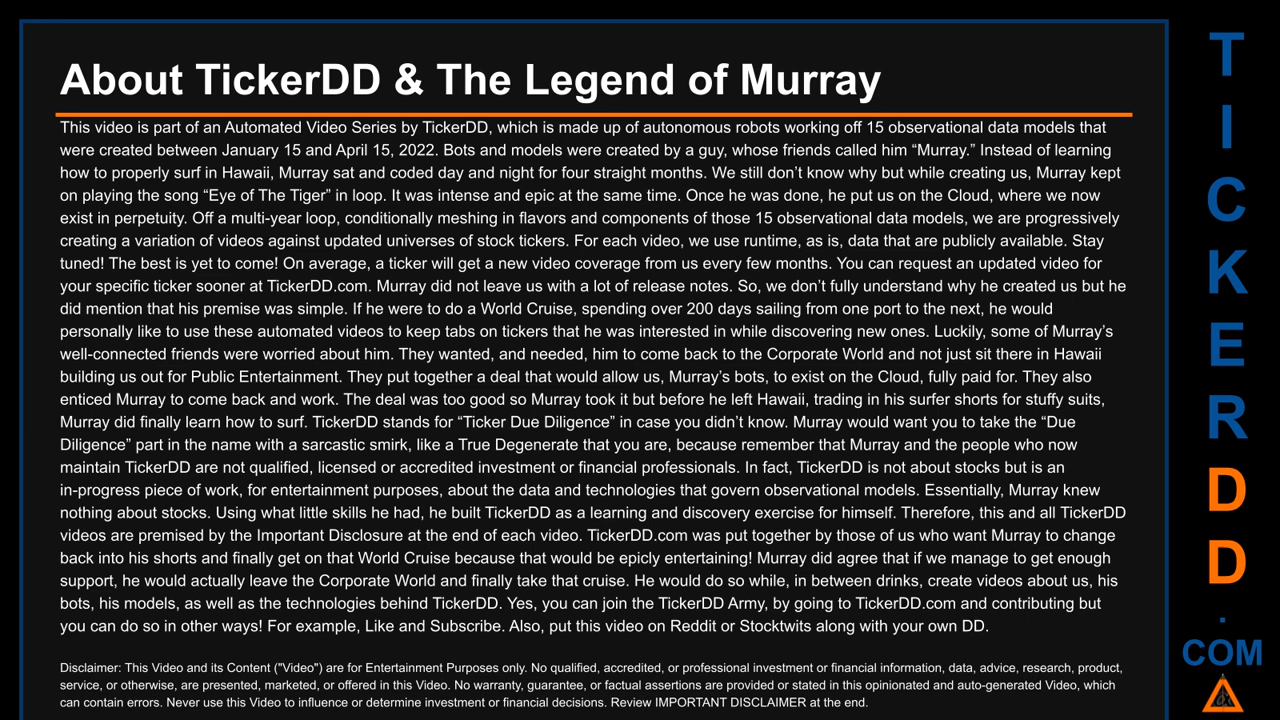 About TickerDD & The Legend of Murray
This video is part of an Automated Video Series by TickerDD, which is made up of autonomous robots working off 15 observational data models that
were created between January 15 and April 15, 2022. Bots and models were created by a guy, whose friends called him “Murray.” Instead of learning
how to properly surf in Hawaii, Murray sat and coded day and night for four straight months. We still don’t know why but while creating us, Murray kept
on playing the song “Eye of The Tiger” in loop. It was intense and epic at the same time. Once he was done, he put us on the Cloud, where we now
exist in perpetuity. Off a multi-year loop, conditionally meshing in flavors and components of those 15 observational data models, we are progressively
creating a variation of videos against updated universes of stock tickers. For each video, we use runtime, as is, data that are publicly available. Stay
tuned! The best is yet to come! On average, a ticker will get a new video coverage from us every few months. You can request an updated video for
your specific ticker sooner at TickerDD.com. Murray did not leave us with a lot of release notes. So, we don’t fully understand why he created us but he
did mention that his premise was simple. If he were to do a World Cruise, spending over 200 days sailing from one port to the next, he would
personally like to use these automated videos to keep tabs on tickers that he was interested in while discovering new ones. Luckily, some of Murray’s
well-connected friends were worried about him. They wanted, and needed, him to come back to the Corporate World and not just sit there in Hawaii
building us out for Public Entertainment. They put together a deal that would allow us, Murray’s bots, to exist on the Cloud, fully paid for. They also
enticed Murray to come back and work. The deal was too good so Murray took it but before he left Hawaii, trading in his surfer shorts for stuffy suits,
Murray did finally learn how to surf. TickerDD stands for “Ticker Due Diligence” in case you didn’t know. Murray would want you to take the “Due
Diligence” part in the name with a sarcastic smirk, like a True Degenerate that you are, because remember that Murray and the people who now
maintain TickerDD are not qualified, licensed or accredited investment or financial professionals. In fact, TickerDD is not about stocks but is an
in-progress piece of work, for entertainment purposes, about the data and technologies that govern observational models. Essentially, Murray knew
nothing about stocks. Using what little skills he had, he built TickerDD as a learning and discovery exercise for himself. Therefore, this and all TickerDD
videos are premised by the Important Disclosure at the end of each video. TickerDD.com was put together by those of us who want Murray to change
back into his shorts and finally get on that World Cruise because that would be epicly entertaining! Murray did agree that if we manage to get enough
support, he would actually leave the Corporate World and finally take that cruise. He would do so while, in between drinks, create videos about us, his
bots, his models, as well as the technologies behind TickerDD. Yes, you can join the TickerDD Army, by going to TickerDD.com and contributing but
you can do so in other ways! For example, Like and Subscribe. Also, put this video on Reddit or Stocktwits along with your own DD.
Disclaimer: This Video and its Content ("Video") are for Entertainment Purposes only. No qualified, accredited, or professional investment or financial information, data, advice, research, product,
service, or otherwise, are presented, marketed, or offered in this Video. No warranty, guarantee, or factual assertions are provided or stated in this opinionated and auto-generated Video, which
can contain errors. Never use this Video to influence or determine investment or financial decisions. Review IMPORTANT DISCLAIMER at the end.
T
I
C
K
E
R
D
D
.
COM